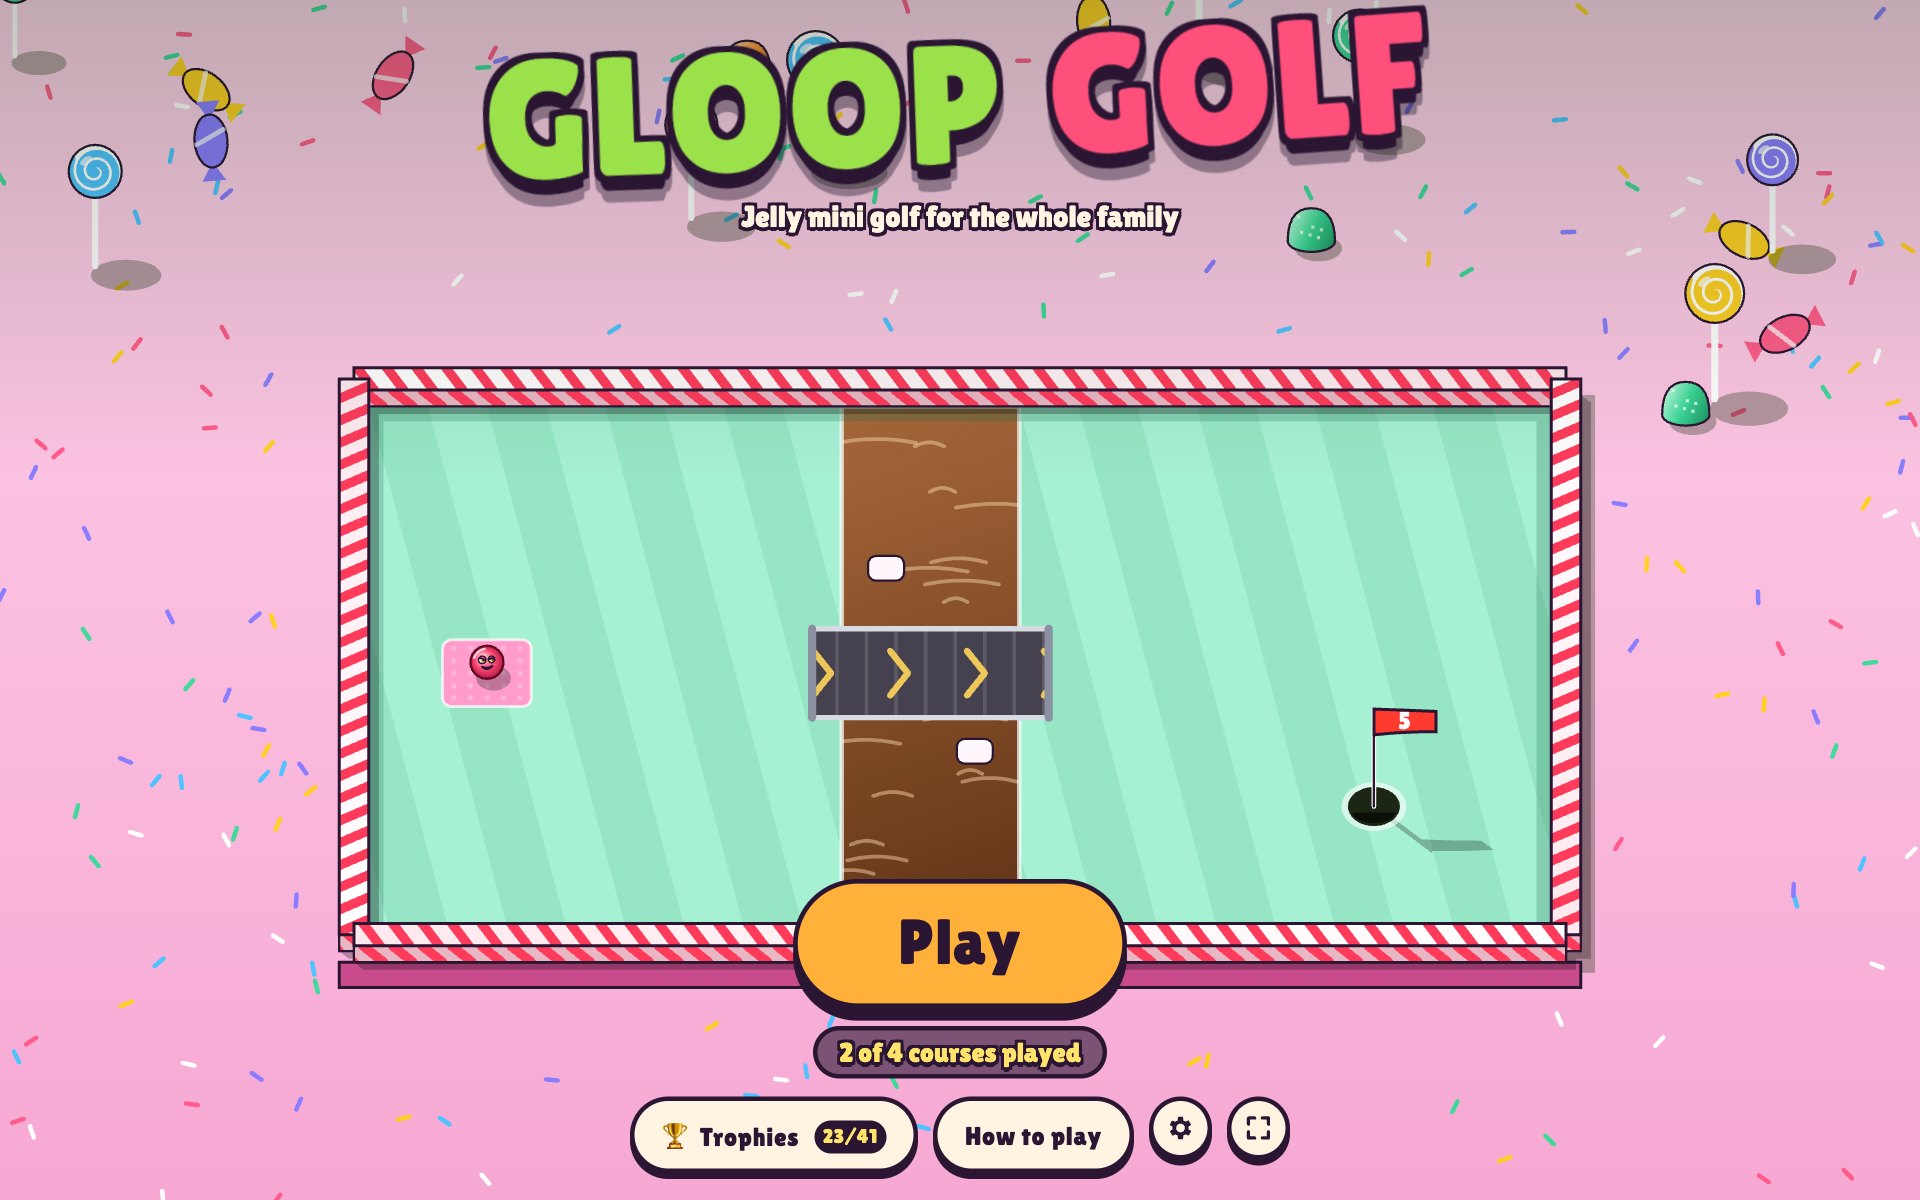 GLOOP GOLF
Jelly mini golf for the whole family
5
Play
2 of 4 courses played
Trophies 23/41
How to play